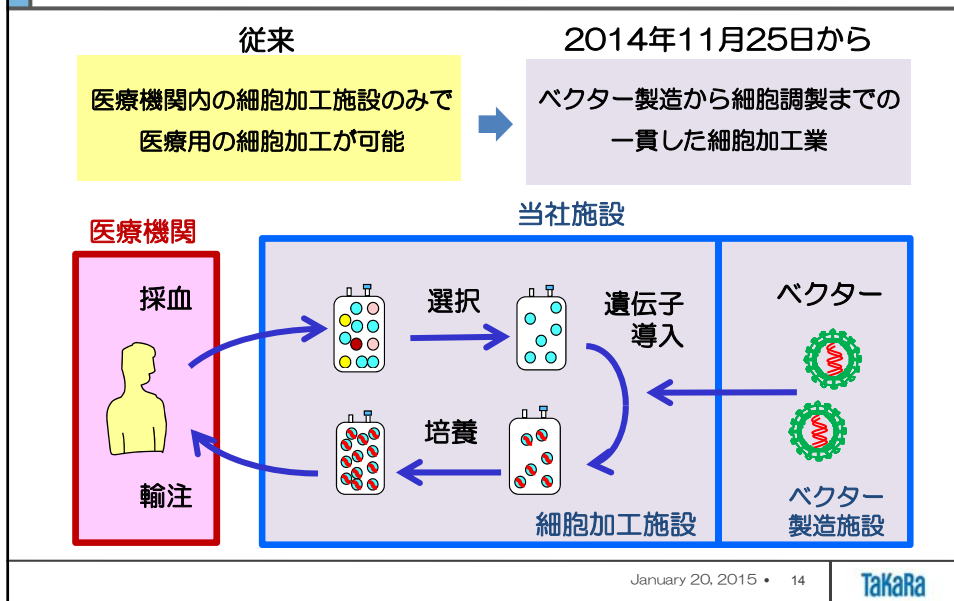 従来
医療機関内の細胞加工施設のみで
医療用の細胞加工が可能
2014年11月25日から
ベクター製造から細胞調製までの
一貫した細胞加工業
当社施設
医療機関
採血
選択
遺伝子
導入
ベクター
培養
輸注
細胞加工施設
ベクター
製造施設
January 20, 2015 • 14
TaKaRa